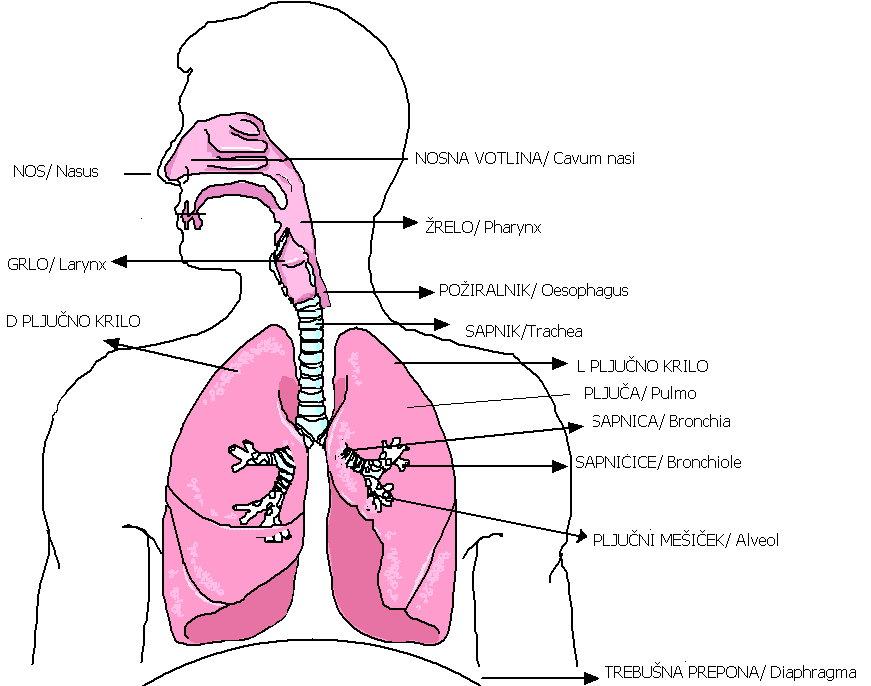 NOSNA VOTLINA/ Cavum nasi
NOS/ Nasus
ŽRELO/ Pharynx
GRLO/ Larynx
POŽIRALNIK/ Oesophagus
D PLJUČNO KRILO
SAPNIK/Trachea
L PLJUČNO KRILO
PLJUČA/ Pulmo
SAPNICA/ Bronchia
SAPNIČICE/ Bronchiole
PLJUČNI MEŠIČEK/ Alveol
TREBUŠNA PREPONA/ Diaphragma